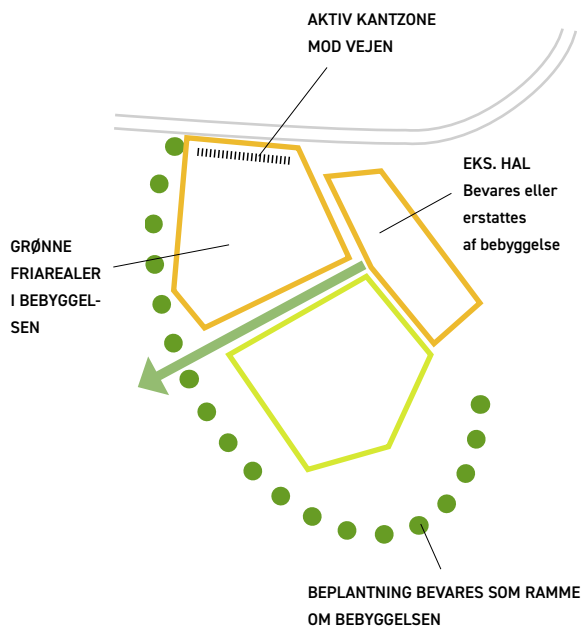 AKTIV KANTZONE
MOD VEJEN
EKS. HAL
Bevares eller
erstattes
af bebyggelse
GRØNNE
FRIAREALER
I BEBYGGEL-
SEN
BEPLANTNING BEVARES SOM RAMME
OM BEBYGGELSEN